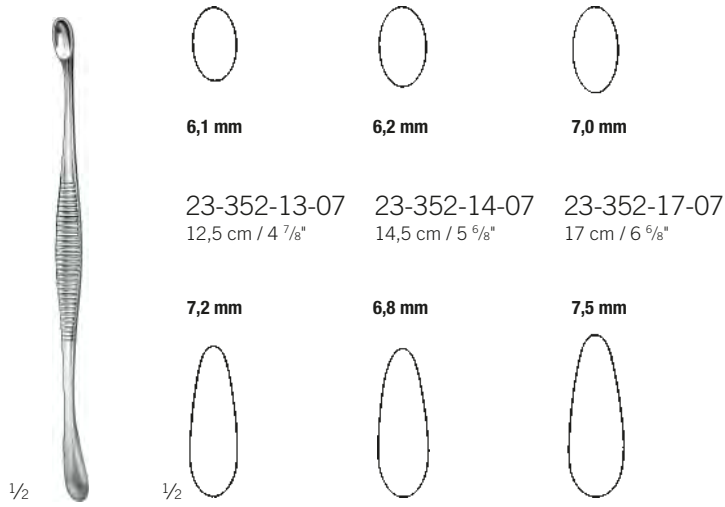 6,1 mm 6,2 mm 7,0 mm
23-352-13-07 23-352-14-07 23-352-17-07
12,5 cm / 4 ⁷/₈" 14,5 cm / 5 ⁶/₈" 17 cm / 6 ⁶/₈"
7,2 mm 6,8 mm 7,5 mm
½ ½